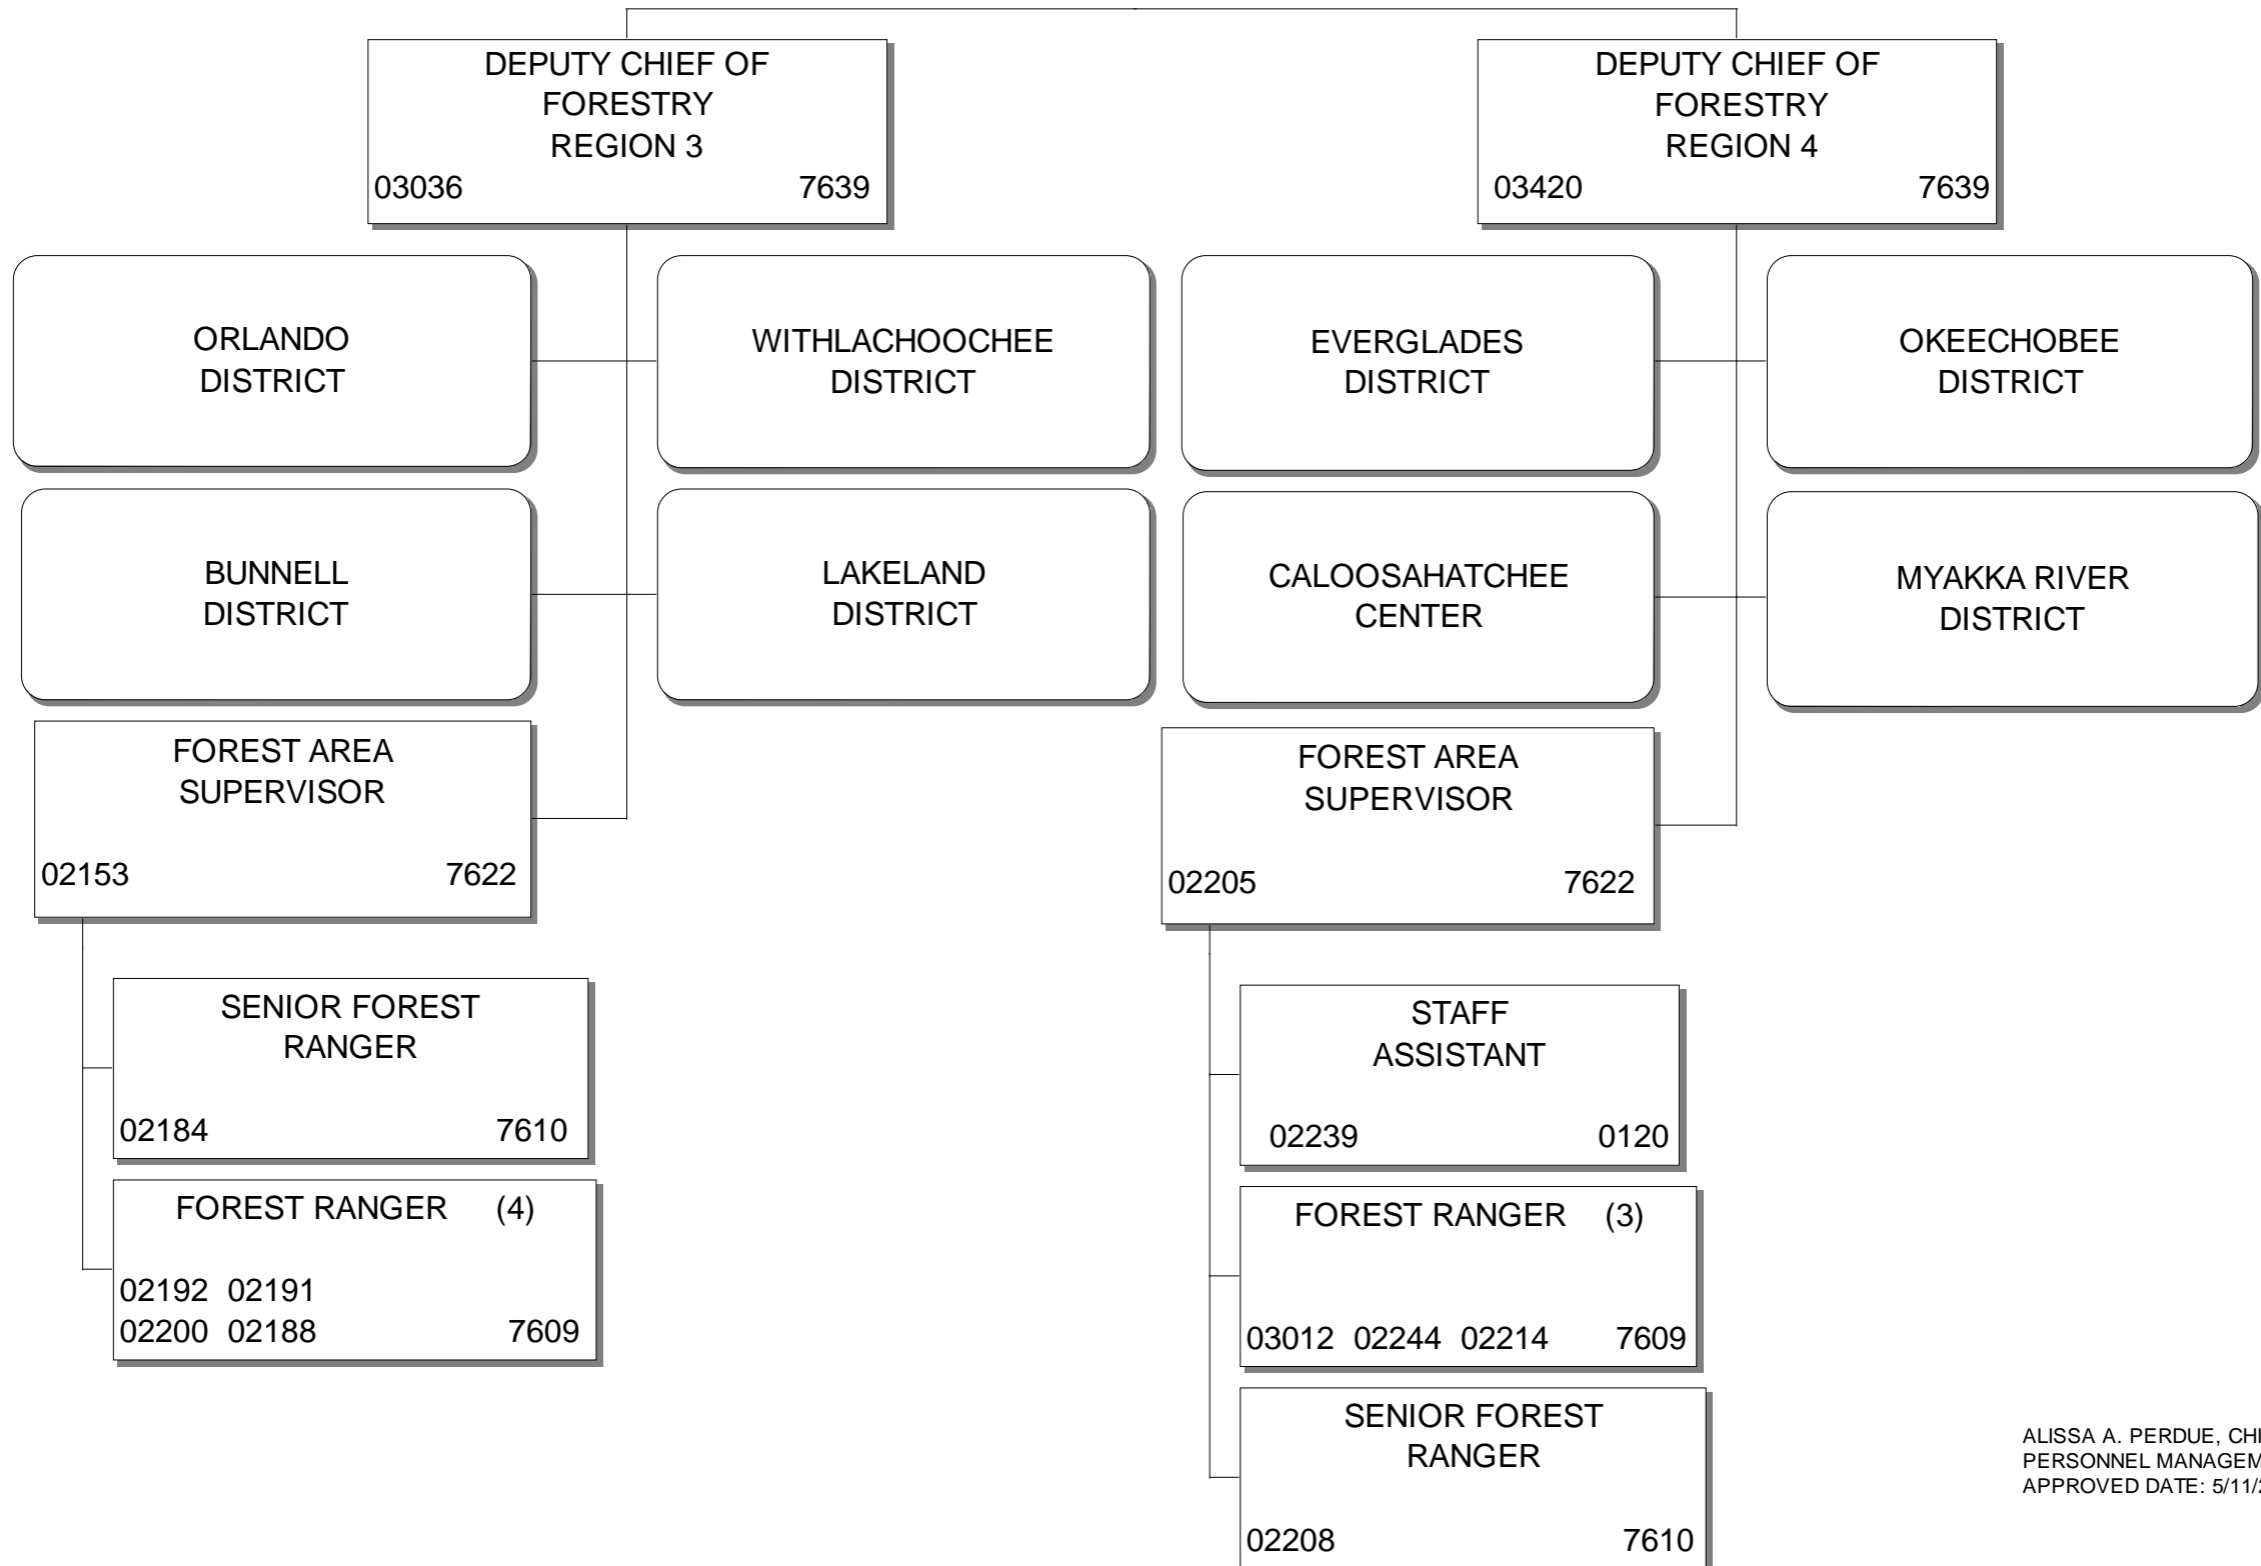 DEPUTY CHIEF OF
FORESTRY
REGION 3
03036 7639
DEPUTY CHIEF OF
FORESTRY
REGION 4
03420 7639
ORLANDO
DISTRICT
WITHLACHOOCHEE
DISTRICT
EVERGLADES
DISTRICT
OKEECHOBEE
DISTRICT
BUNNELL
DISTRICT
LAKELAND
DISTRICT
CALOOSAHATCHEE
CENTER
MYAKKA RIVER
DISTRICT
FOREST AREA
SUPERVISOR
02153 7622
FOREST AREA
SUPERVISOR
02205 7622
SENIOR FOREST
RANGER
02184 7610
FOREST RANGER (4)
02192 02191
02200 02188 7609
STAFF
ASSISTANT
02239 0120
FOREST RANGER (3)
03012 02244 02214 7609
SENIOR FOREST
RANGER
02208 7610
ALISSA A. PERDUE,
PERSONNEL
APPROVED DATE: